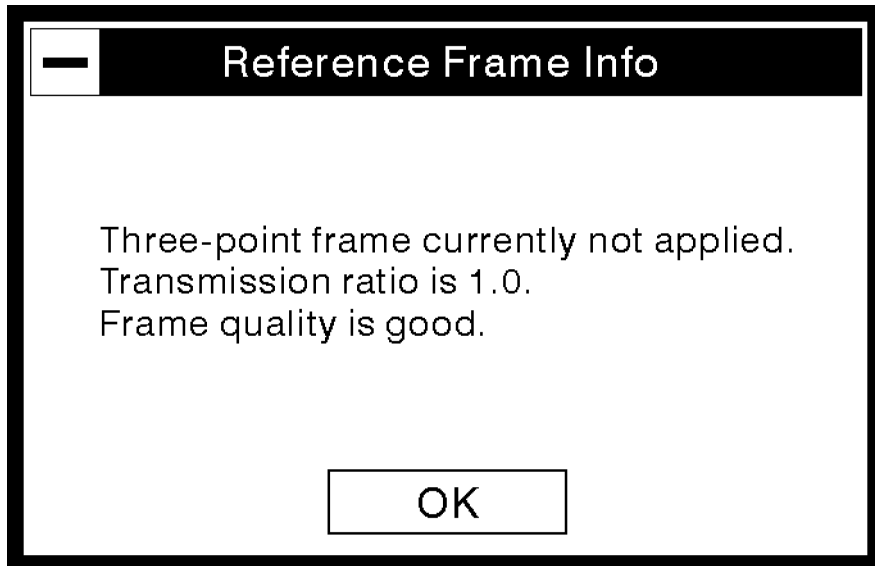 Reference Frame Info
Three-point frame currently not applied.
Transmission ratio is 1.0.
Frame quality is good.
OK